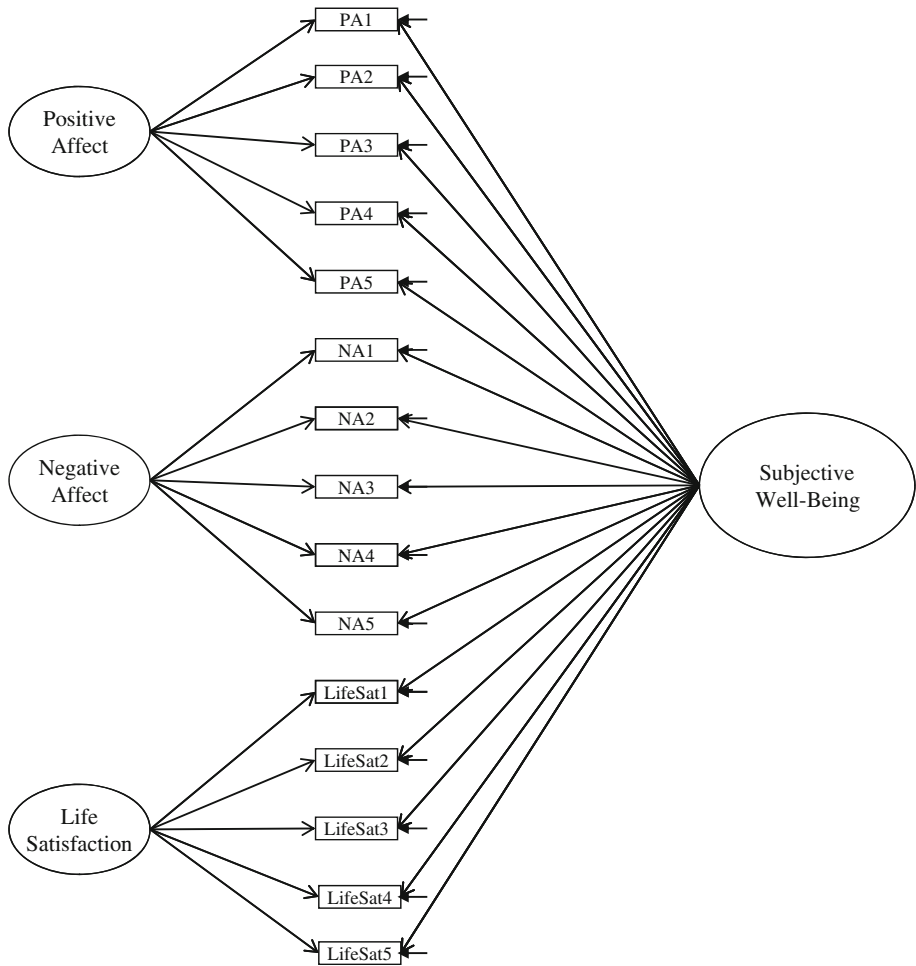 PA1
PA2
Positive
Affect
PA3
PA4
PA5
NA1
NA2
Negative
Affect
NA3
Subjective
Well-Being
NA4
NA5
LifeSat1
LifeSat2
Life
Satisfaction
LifeSat3
LifeSat4
LifeSat5